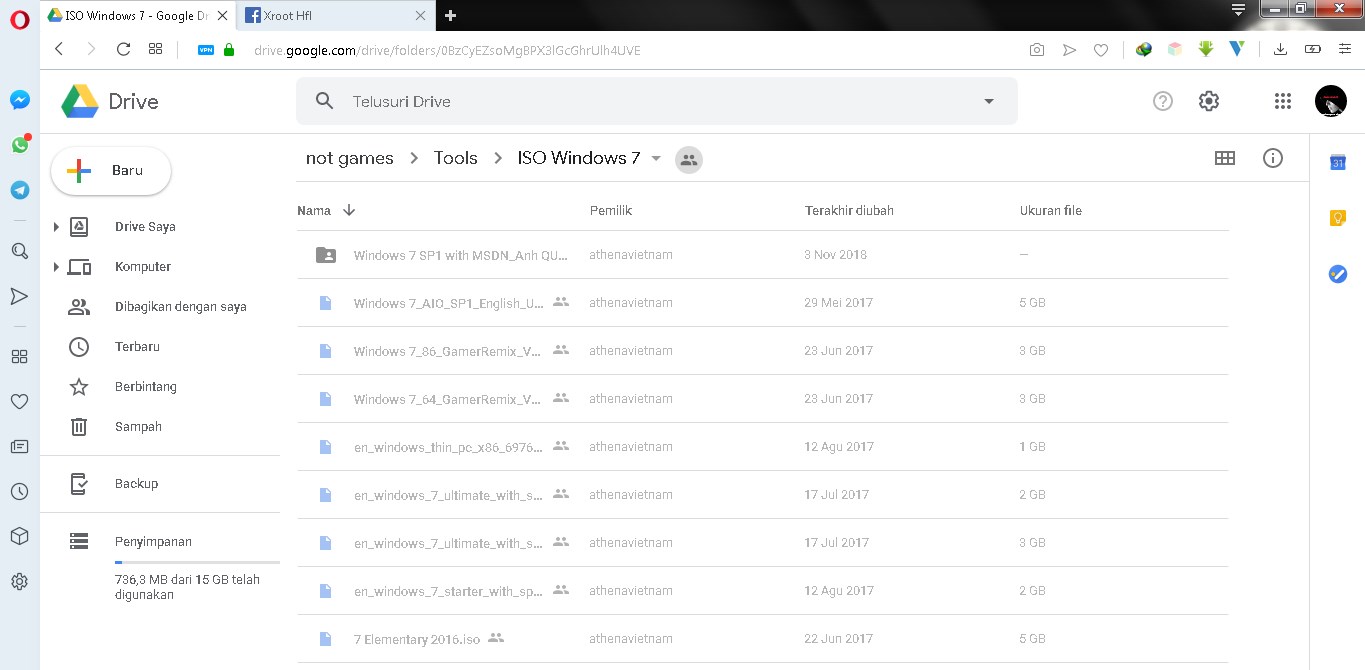 ISO Windows 7 - Google Dr
Xroot Hfl
VPN
drive.google.com/drive/folders/0BzCyEZsoMgBPX3lGcGhrUlh4UVE
Drive
Telusuri Drive
Baru
not games > Tools > ISO Windows 7
31
Nama Pemilik Terakhir diubah Ukuran file
Drive Saya
Komputer
Dibagikan dengan saya
Terbaru
Berbintang
Sampah
Backup
Penyimpanan
736,3 MB dari 15 GB telah
digunakan
Windows 7 SP1 with MSDN_Anh QU... athenavietnam 3 Nov 2018 —
Windows 7_AIO_SP1_English_U... athenavietnam 29 Mei 2017 5 GB
Windows 7_86_GamerRemix_V... athenavietnam 23 Jun 2017 3 GB
Windows 7_64_GamerRemix_V... athenavietnam 23 Jun 2017 3 GB
en_windows_thin_pc_x86_6976... athenavietnam 12 Agu 2017 1 GB
en_windows_7_ultimate_with_s... athenavietnam 17 Jul 2017 2 GB
en_windows_7_ultimate_with_s... athenavietnam 17 Jul 2017 3 GB
en_windows_7_starter_with_sp... athenavietnam 12 Agu 2017 2 GB
7 Elementary 2016.iso athenavietnam 22 Jun 2017 5 GB